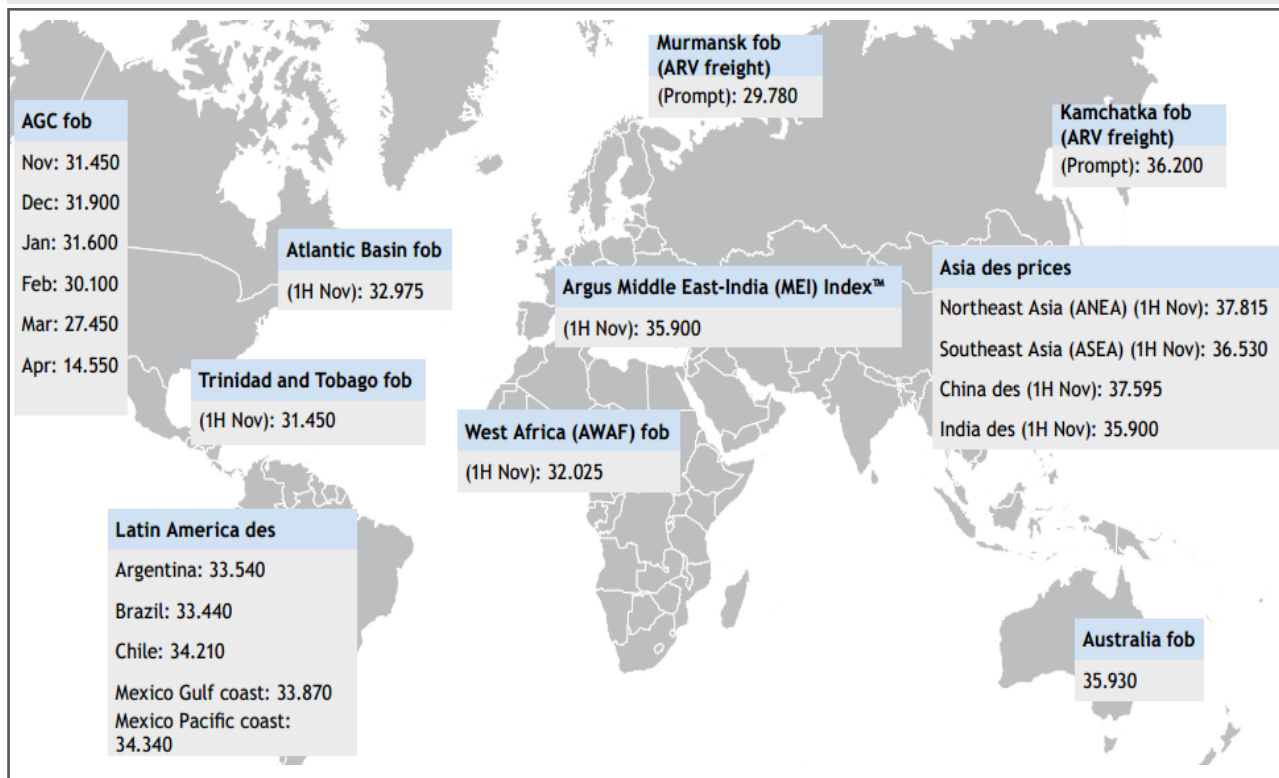 Murmansk fob
(ARV freight)
(Prompt): 29.780
AGC fob
Nov: 31.450
Dec: 31.900
Jan: 31.600
Feb: 30.100
Mar: 27.450
Apr: 14.550
Kamchatka fob
(ARV freight)
(Prompt): 36.200
Atlantic Basin fob
(1H Nov): 32.975
Argus Middle East-India (MEI) Index™
(1H Nov): 35.900
Asia des prices
Northeast Asia (ANEA) (1H Nov): 37.815
Southeast Asia (ASEA) (1H Nov): 36.530
China des (1H Nov): 37.595
India des (1H Nov): 35.900
Trinidad and Tobago fob
(1H Nov): 31.450
West Africa (AWAF) fob
(1H Nov): 32.025
Latin America des
Argentina: 33.540
Brazil: 33.440
Chile: 34.210
Mexico Gulf coast: 33.870
Mexico Pacific coast:
34.340
Australia fob
35.930